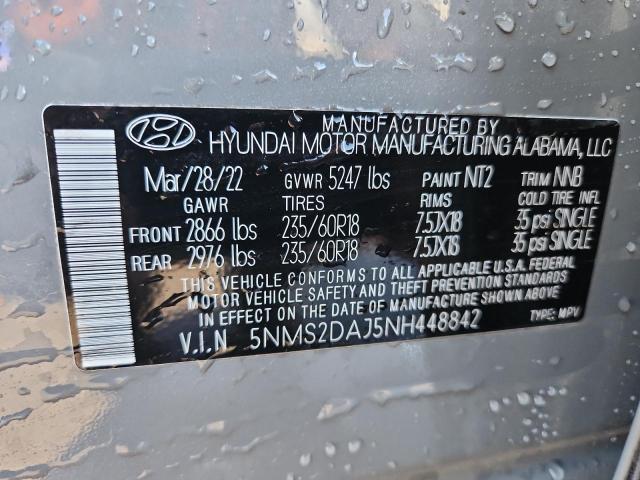 MANUFACTURED BY
HYUNDAI MOTOR MANUFACTURING ALABAMA, LLC
Mar/28/22 GVWR 5247 lbs PAINT NT2 TRIM NNB
GAWR TIRES RIMS COLD TIRE INFL
FRONT 2866 lbs 235/60R18 7.5JX18 35 psi SINGLE
REAR 2976 lbs 235/60R18 7.5JX18 35 psi SINGLE
THIS VEHICLE CONFORMS TO ALL APPLICABLE U.S.A. FEDERAL
MOTOR VEHICLE SAFETY AND THEFT PREVENTION STANDARDS
IN EFFECT ON THE DATE OF MANUFACTURE SHOWN ABOVE.
V.I.N 5NMS2DAJ5NH448842 TYPE: MPV